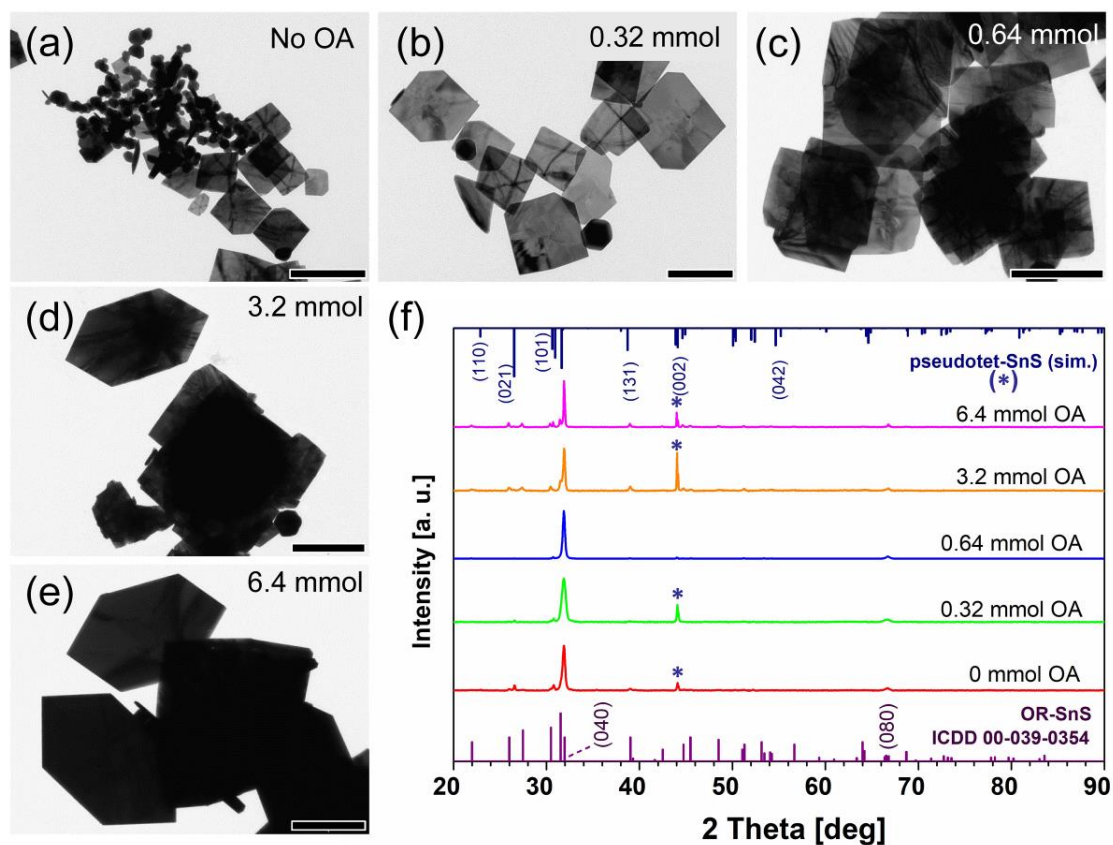 (a)
No OA
(b)
0.32 mmol
(c)
0.64 mmol
(d)
3.2 mmol
(e)
6.4 mmol
(f)
(110)
(021)
(101)
(131)
(002)
(042)
pseudotet-SnS (sim.)
(*)
*
6.4 mmol OA
*
3.2 mmol OA
0.64 mmol OA
*
0.32 mmol OA
*
0 mmol OA
OR-SnS
ICDD 00-039-0354
(040)
(080)
Intensity [a. u.]
20 30 40 50 60 70 80 90
2 Theta [deg]